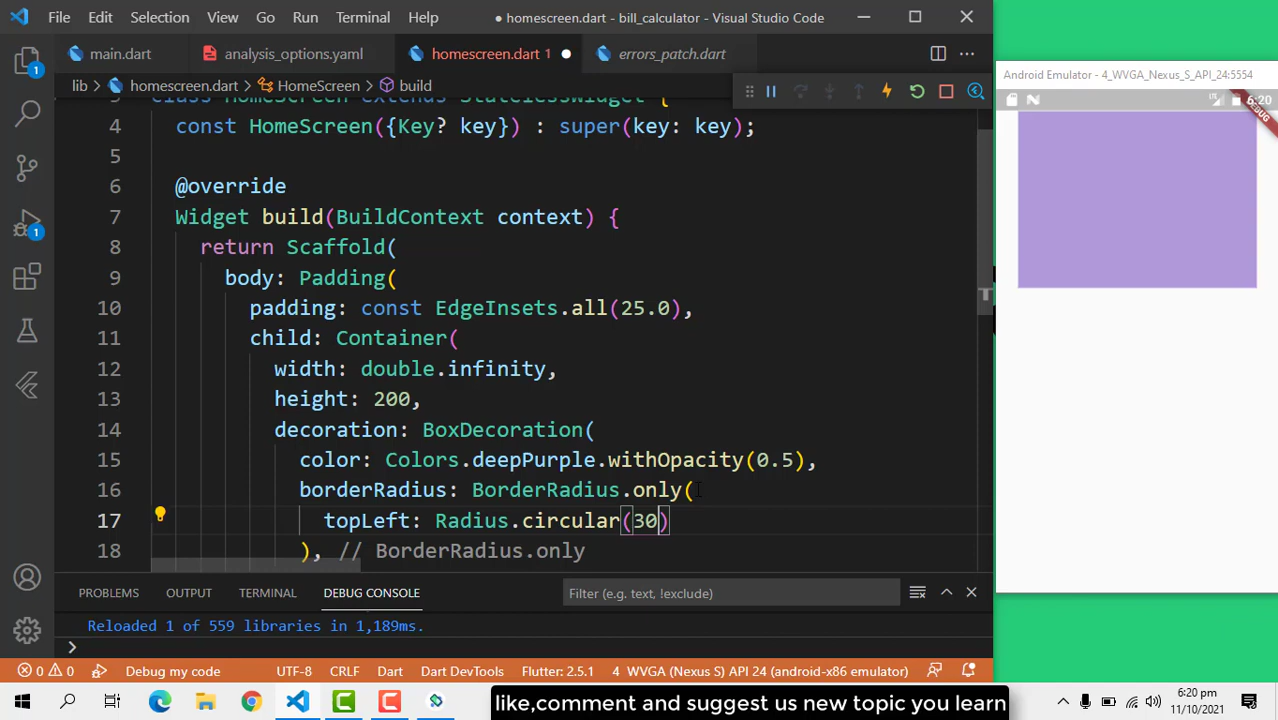 File Edit Selection View Go Run Terminal Help
● homescreen.dart - bill_calculator - Visual Studio Code
main.dart
analysis_options.yaml
homescreen.dart 1
errors_patch.dart
lib > homescreen.dart > HomeScreen > build
class HomeScreen extends StatelessWidget {
4 const HomeScreen({Key? key}) : super(key: key);
5
6 @override
7 Widget build(BuildContext context) {
8 return Scaffold(
9 body: Padding(
10 padding: const EdgeInsets.all(25.0),
11 child: Container(
12 width: double.infinity,
13 height: 200,
14 decoration: BoxDecoration(
15 color: Colors.deepPurple.withOpacity(0.5),
16 borderRadius: BorderRadius.only(
17 topLeft: Radius.circular(30)
18 ), // BorderRadius.only
1
1
PROBLEMS OUTPUT TERMINAL DEBUG CONSOLE
Filter (e.g. text, !exclude)
Reloaded 1 of 559 libraries in 1,189ms.
0 0 Debug my code UTF-8 CRLF Dart Dart DevTools Flutter: 2.5.1 4 WVGA (Nexus S) API 24 (android-x86 emulator)
Android Emulator - 4_WVGA_Nexus_S_API_24:5554
6:20
DEBUG
like,comment and suggest us new topic you learn
6:20 pm
11/10/2021